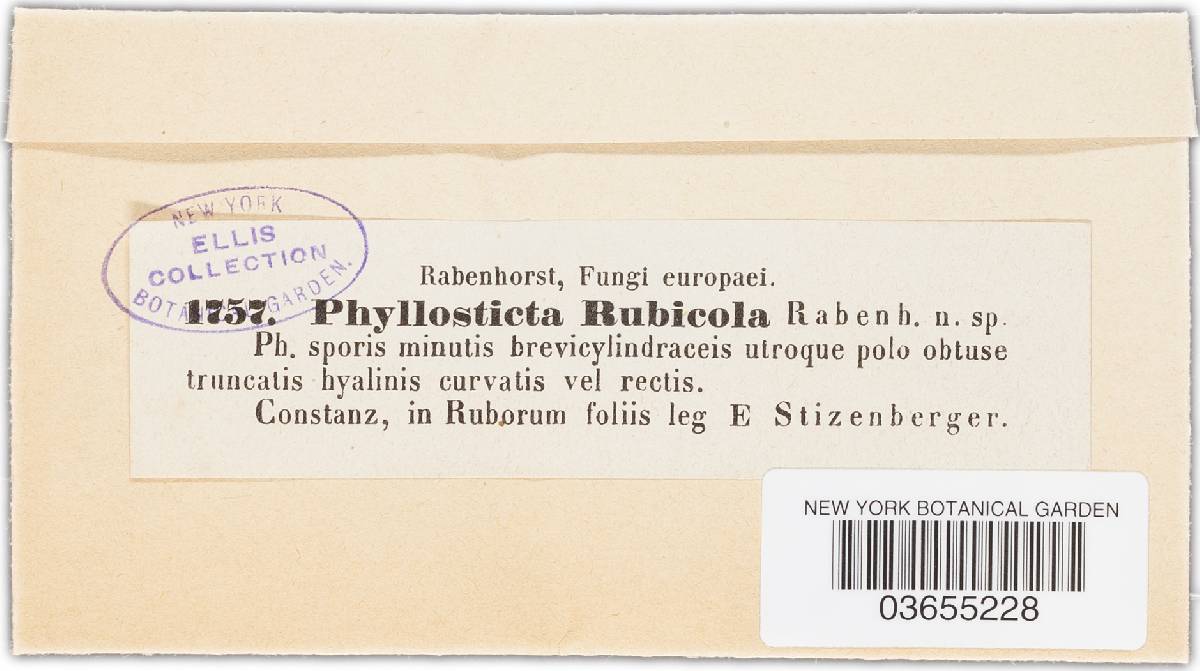 NEW YORK
ELLIS
COLLECTION
BOTANICAL GARDEN.
Rabenhorst, Fungi europaei.
1757. Phyllosticta Rubicola Rabenh. n. sp.
Ph. sporis minutis brevicylindraceis utroque polo obtuse
truncatis hyalinis curvatis vel rectis.
Constanz, in Ruborum foliis leg E Stizenberger.
NEW YORK BOTANICAL GARDEN
03655228